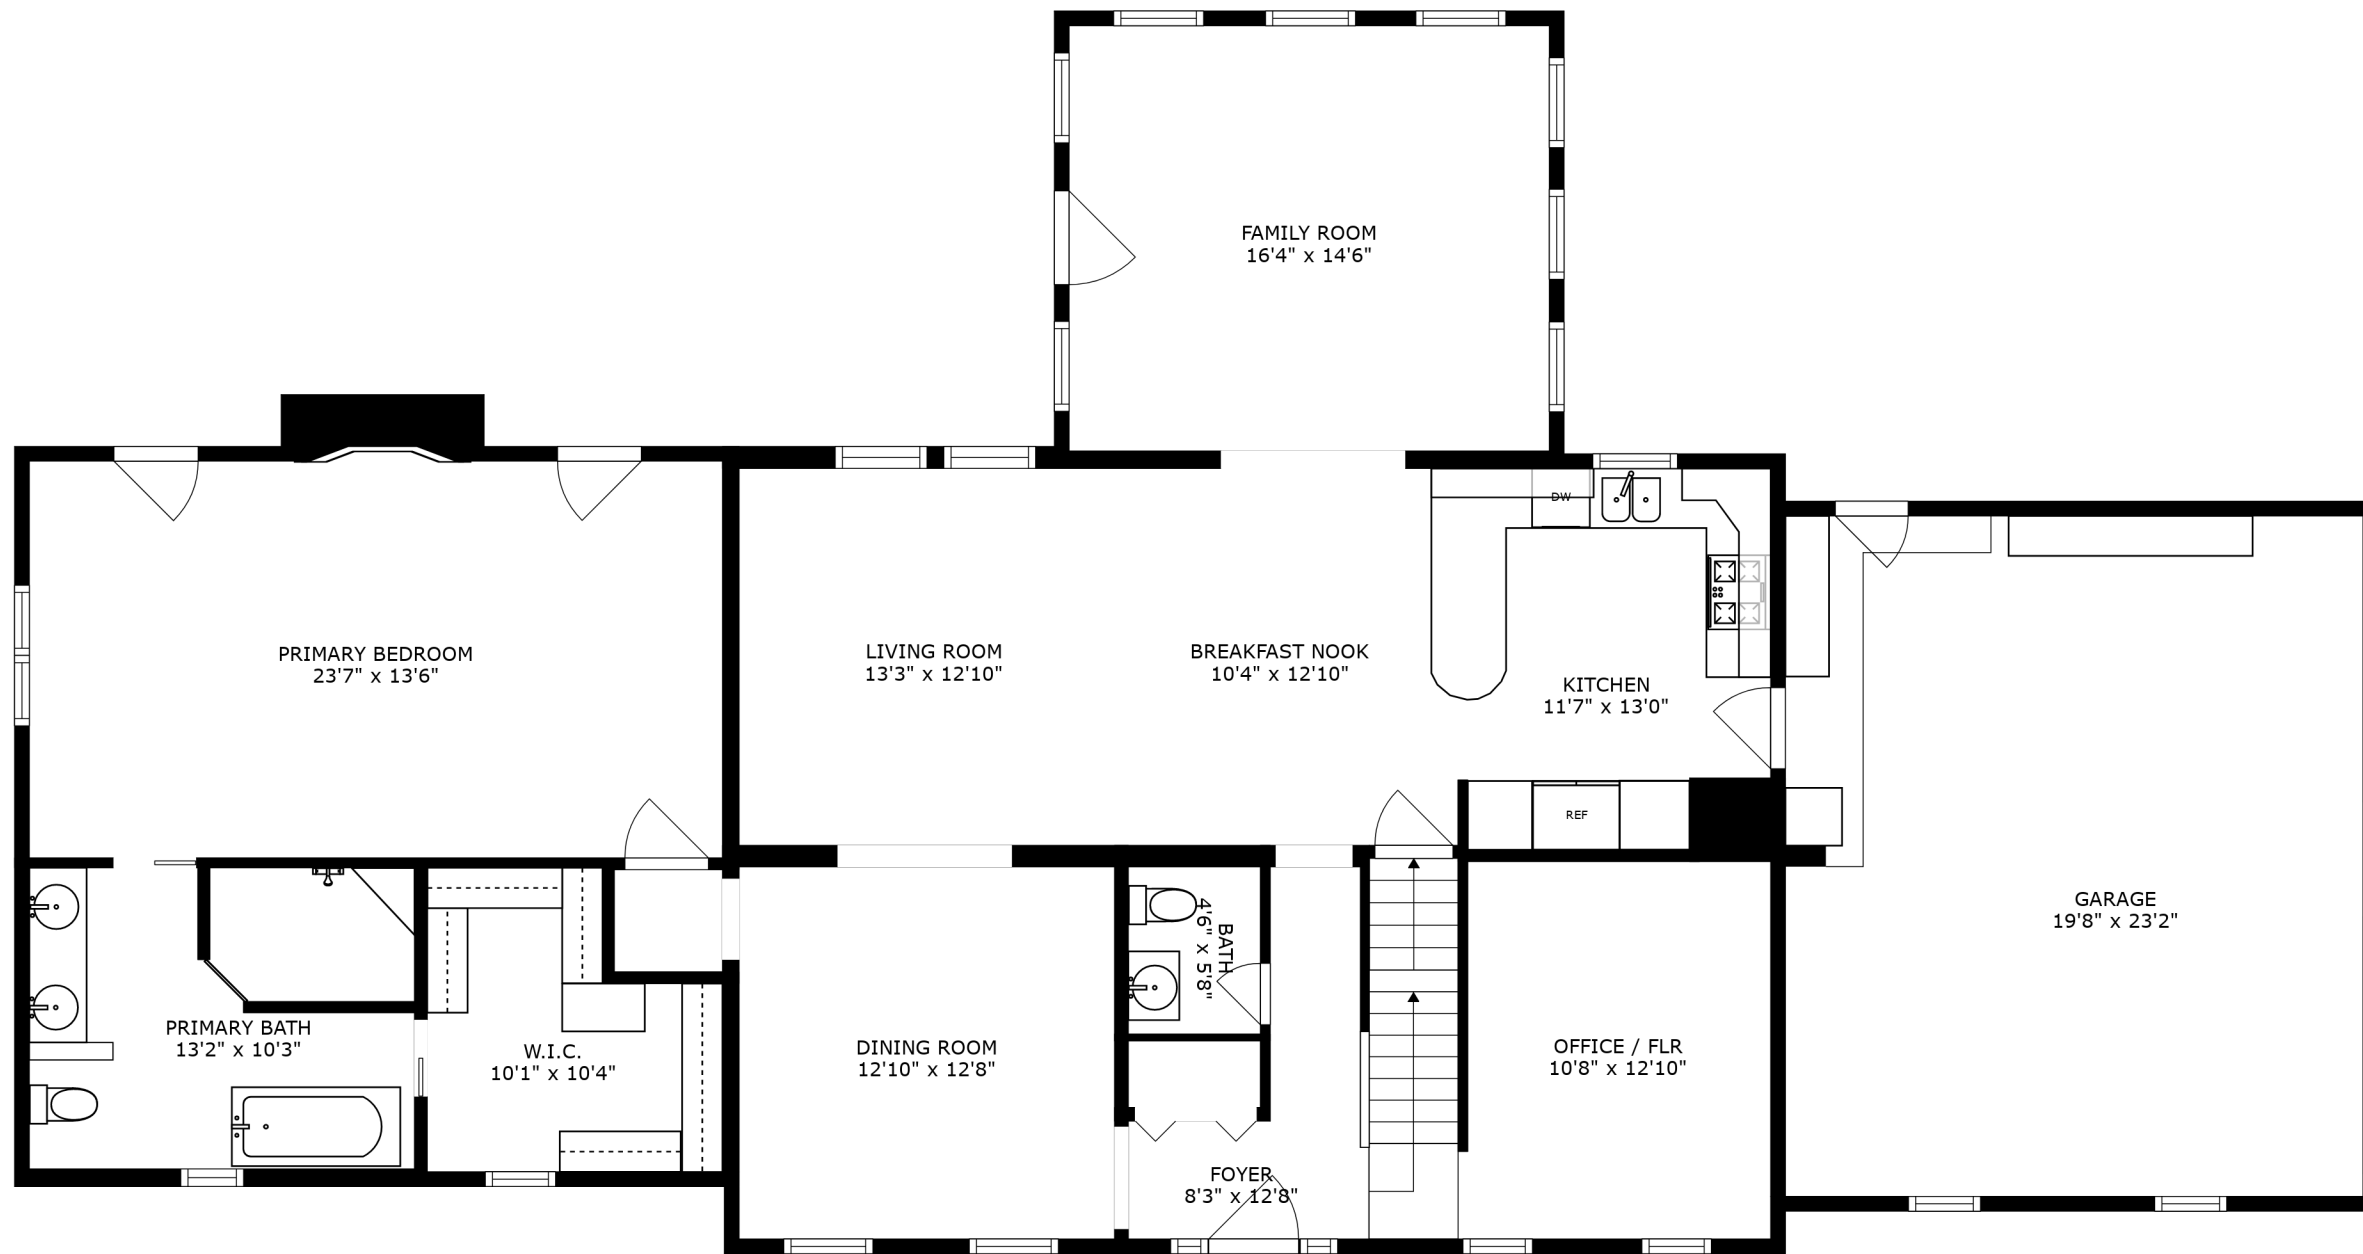 FAMILY ROOM
16'4" x 14'6"
PRIMARY BEDROOM
23'7" x 13'6"
LIVING ROOM
13'3" x 12'10"
BREAKFAST NOOK
10'4" x 12'10"
DW
KITCHEN
11'7" x 13'0"
REF
GARAGE
19'8" x 23'2"
PRIMARY BATH
13'2" x 10'3"
W.I.C.
10'1" x 10'4"
DINING ROOM
12'10" x 12'8"
BATH
4'6" x 5'8"
FOYER
8'3" x 12'8"
OFFICE / FLR
10'8" x 12'10"